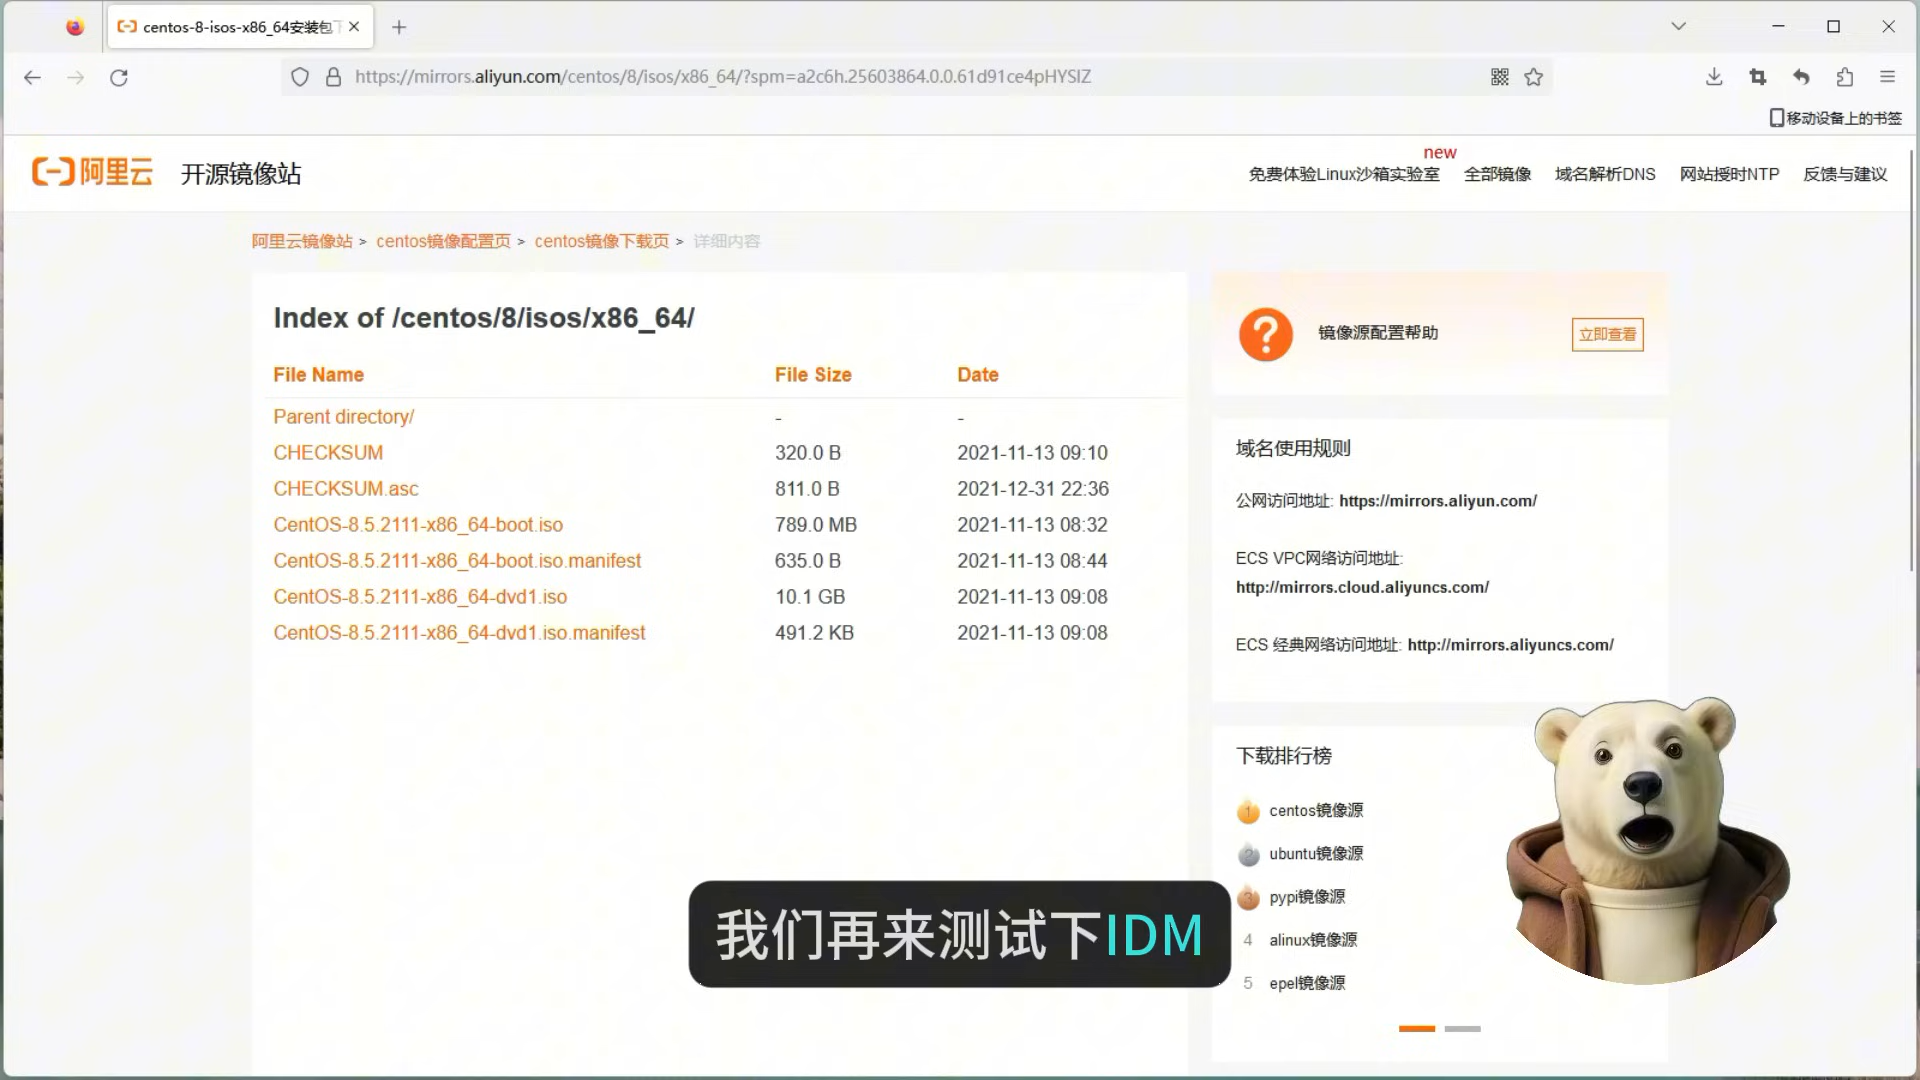 centos-8-isos-x86_64安装包下
https://mirrors.aliyun.com/centos/8/isos/x86_64/?spm=a2c6h.25603864.0.0.61d91ce4pHYSIZ
移动设备上的书签
阿里云 开源镜像站
new
免费体验Linux沙箱实验室 全部镜像 域名解析DNS 网站授时NTP 反馈与建议
阿里云镜像站 > centos镜像配置页 > centos镜像下载页 > 详细内容
Index of /centos/8/isos/x86_64/
File Name File Size Date
Parent directory/ - -
CHECKSUM 320.0 B 2021-11-13 09:10
CHECKSUM.asc 811.0 B 2021-12-31 22:36
CentOS-8.5.2111-x86_64-boot.iso 789.0 MB 2021-11-13 08:32
CentOS-8.5.2111-x86_64-boot.iso.manifest 635.0 B 2021-11-13 08:44
CentOS-8.5.2111-x86_64-dvd1.iso 10.1 GB 2021-11-13 09:08
CentOS-8.5.2111-x86_64-dvd1.iso.manifest 491.2 KB 2021-11-13 09:08
? 镜像源配置帮助 立即查看
域名使用规则
公网访问地址: https://mirrors.aliyun.com/
ECS VPC网络访问地址:
http://mirrors.cloud.aliyuncs.com/
ECS 经典网络访问地址: http://mirrors.aliyuncs.com/
下载排行榜
1 centos镜像源
2 ubuntu镜像源
3 pypi镜像源
4 alinux镜像源
5 epel镜像源
我们再来测试下IDM